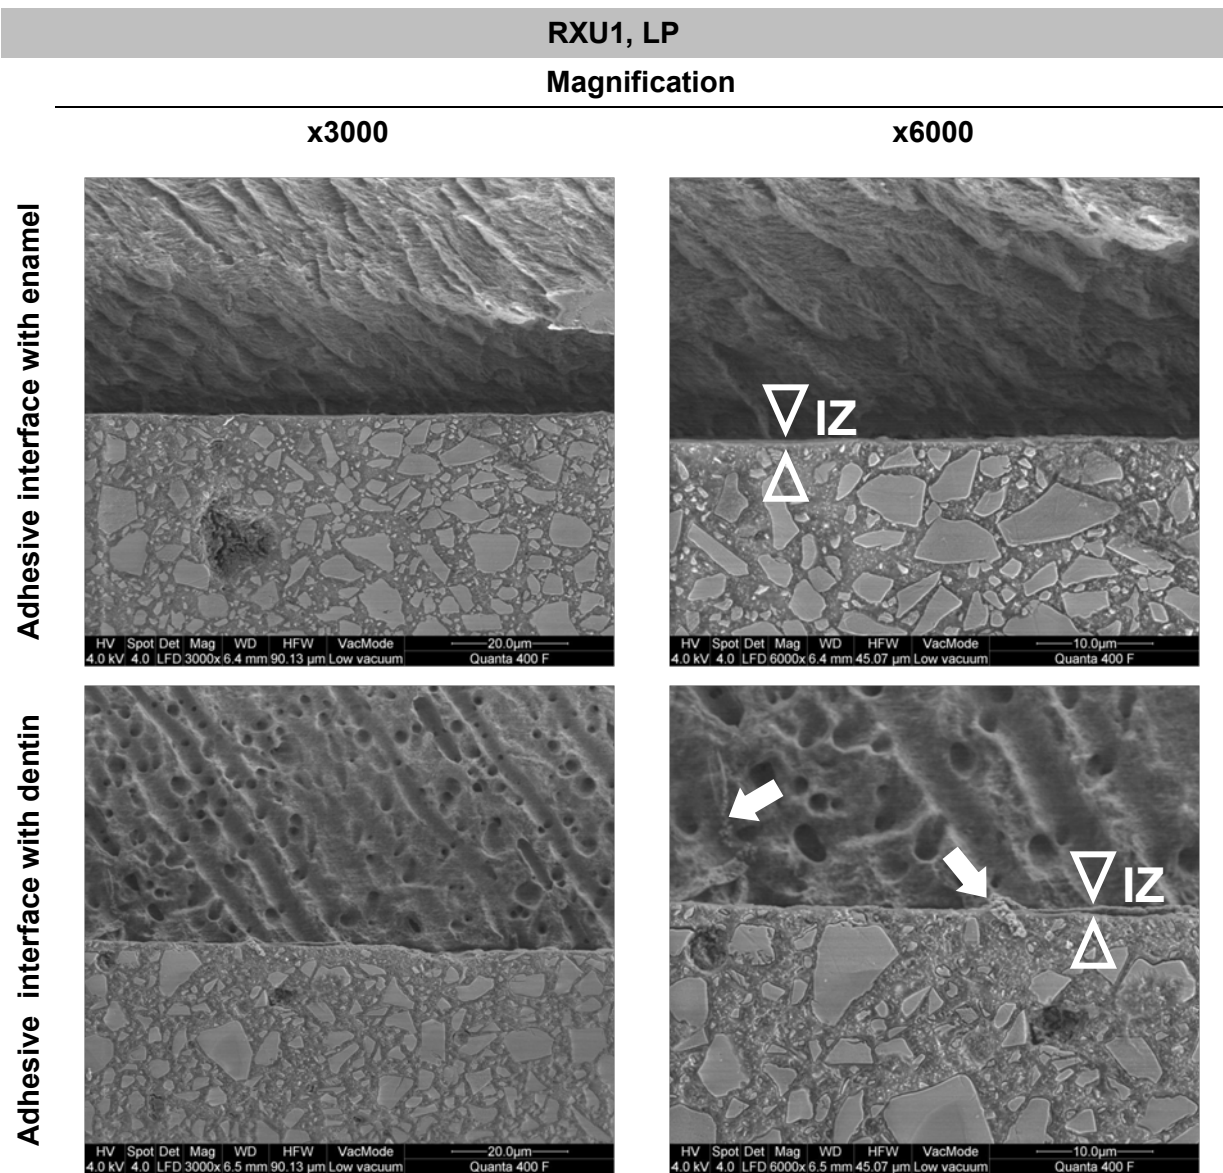 RXU1, LP
Magnification
x3000
x6000
Adhesive interface with enamel
IZ
HV Spot Det Mag WD HFW VacMode 20.0µm
4.0 kV 4.0 LFD 3000x 6.4 mm 90.13 µm Low vacuum Quanta 400 F
HV Spot Det Mag WD HFW VacMode 10.0µm
4.0 kV 4.0 LFD 6000x 6.4 mm 45.07 µm Low vacuum Quanta 400 F
Adhesive interface with dentin
IZ
HV Spot Det Mag WD HFW VacMode 20.0µm
4.0 kV 4.0 LFD 3000x 6.5 mm 90.13 µm Low vacuum Quanta 400 F
HV Spot Det Mag WD HFW VacMode 10.0µm
4.0 kV 4.0 LFD 6000x 6.5 mm 45.07 µm Low vacuum Quanta 400 F